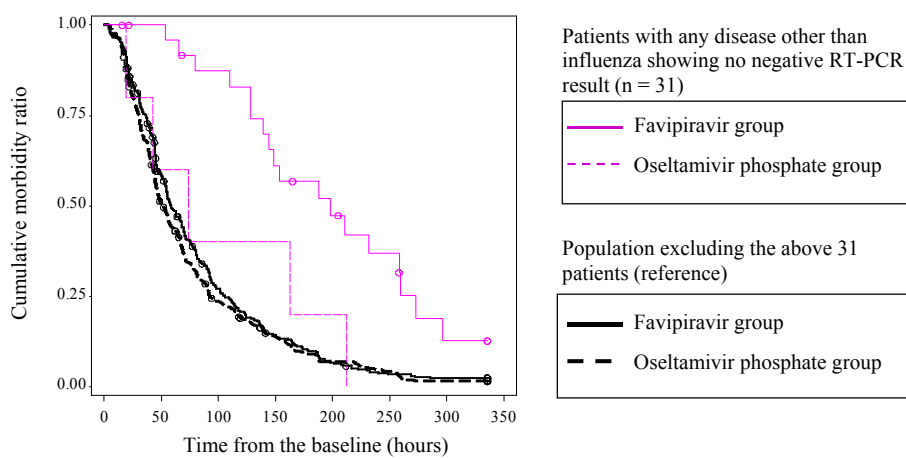 1.00
0.75
0.50
0.25
0.00
Cumulative morbidity ratio
0 50 100 150 200 250 300 350
Time from the baseline (hours)
Patients with any disease other than
influenza showing no negative RT-PCR
result (n = 31)
Favipiravir group
Oseltamivir phosphate group
Population excluding the above 31
patients (reference)
Favipiravir group
Oseltamivir phosphate group